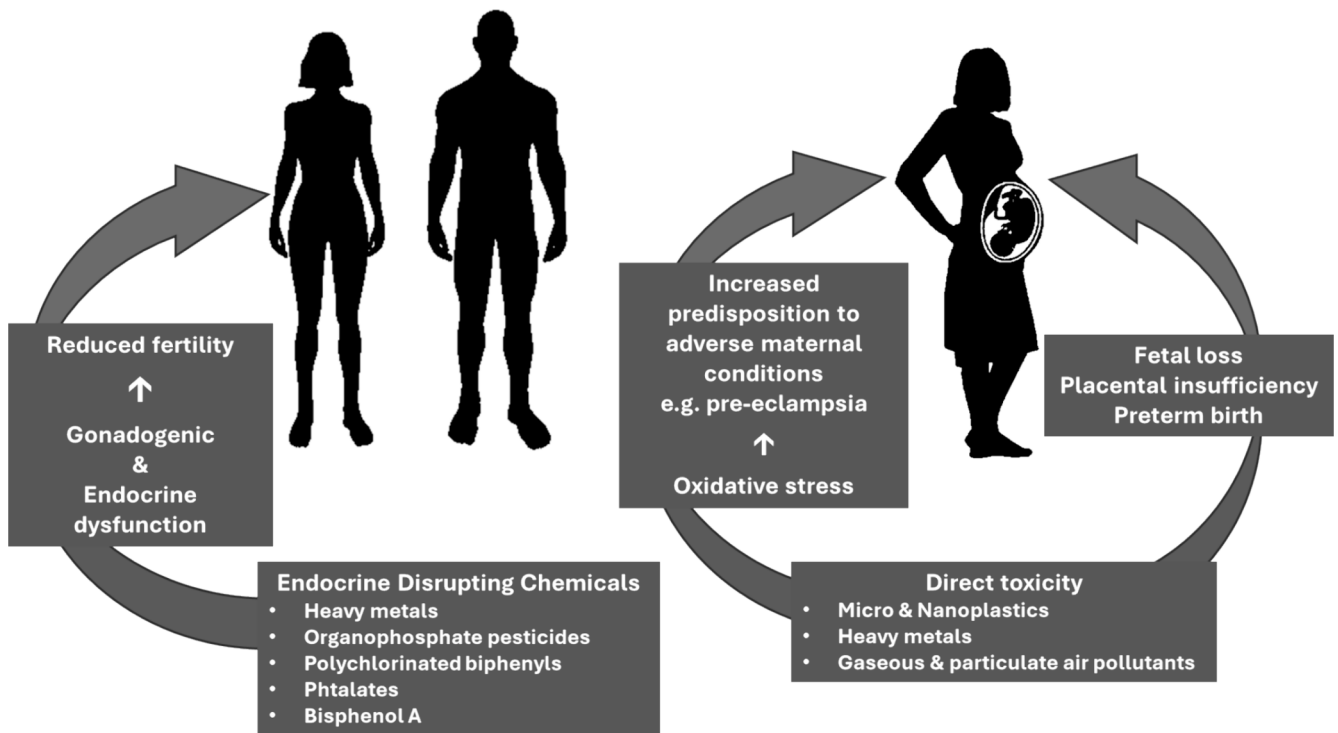 Reduced fertility
↑
Gonadogenic
&
Endocrine
dysfunction
Endocrine Disrupting Chemicals
• Heavy metals
• Organophosphate pesticides
• Polychlorinated biphenyls
• Phtalates
• Bisphenol A
Increased
predisposition to
adverse maternal
conditions
e.g. pre-eclampsia
↑
Oxidative stress
Fetal loss
Placental insufficiency
Preterm birth
Direct toxicity
• Micro & Nanoplastics
• Heavy metals
• Gaseous & particulate air pollutants